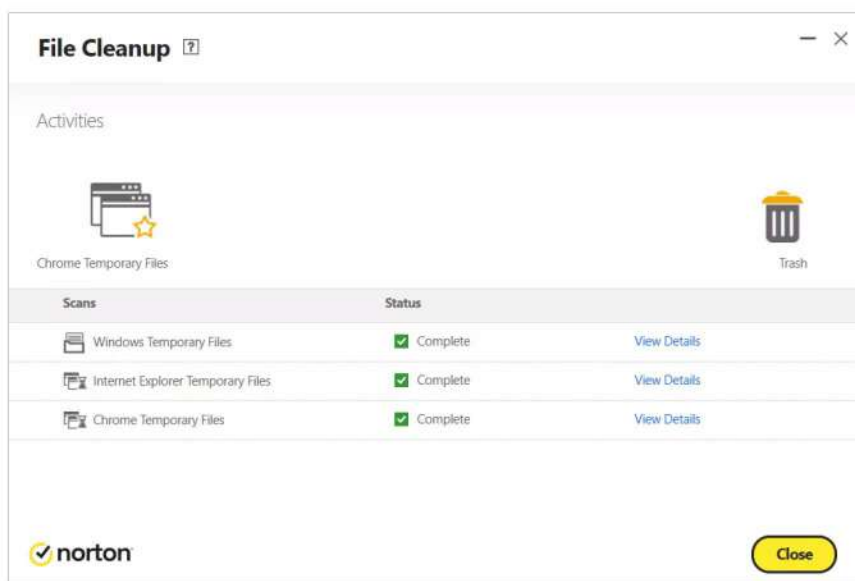 File Cleanup ?
Activities
Chrome Temporary Files
Trash
Scans Status
Windows Temporary Files Complete View Details
Internet Explorer Temporary Files Complete View Details
Chrome Temporary Files Complete View Details
norton
Close